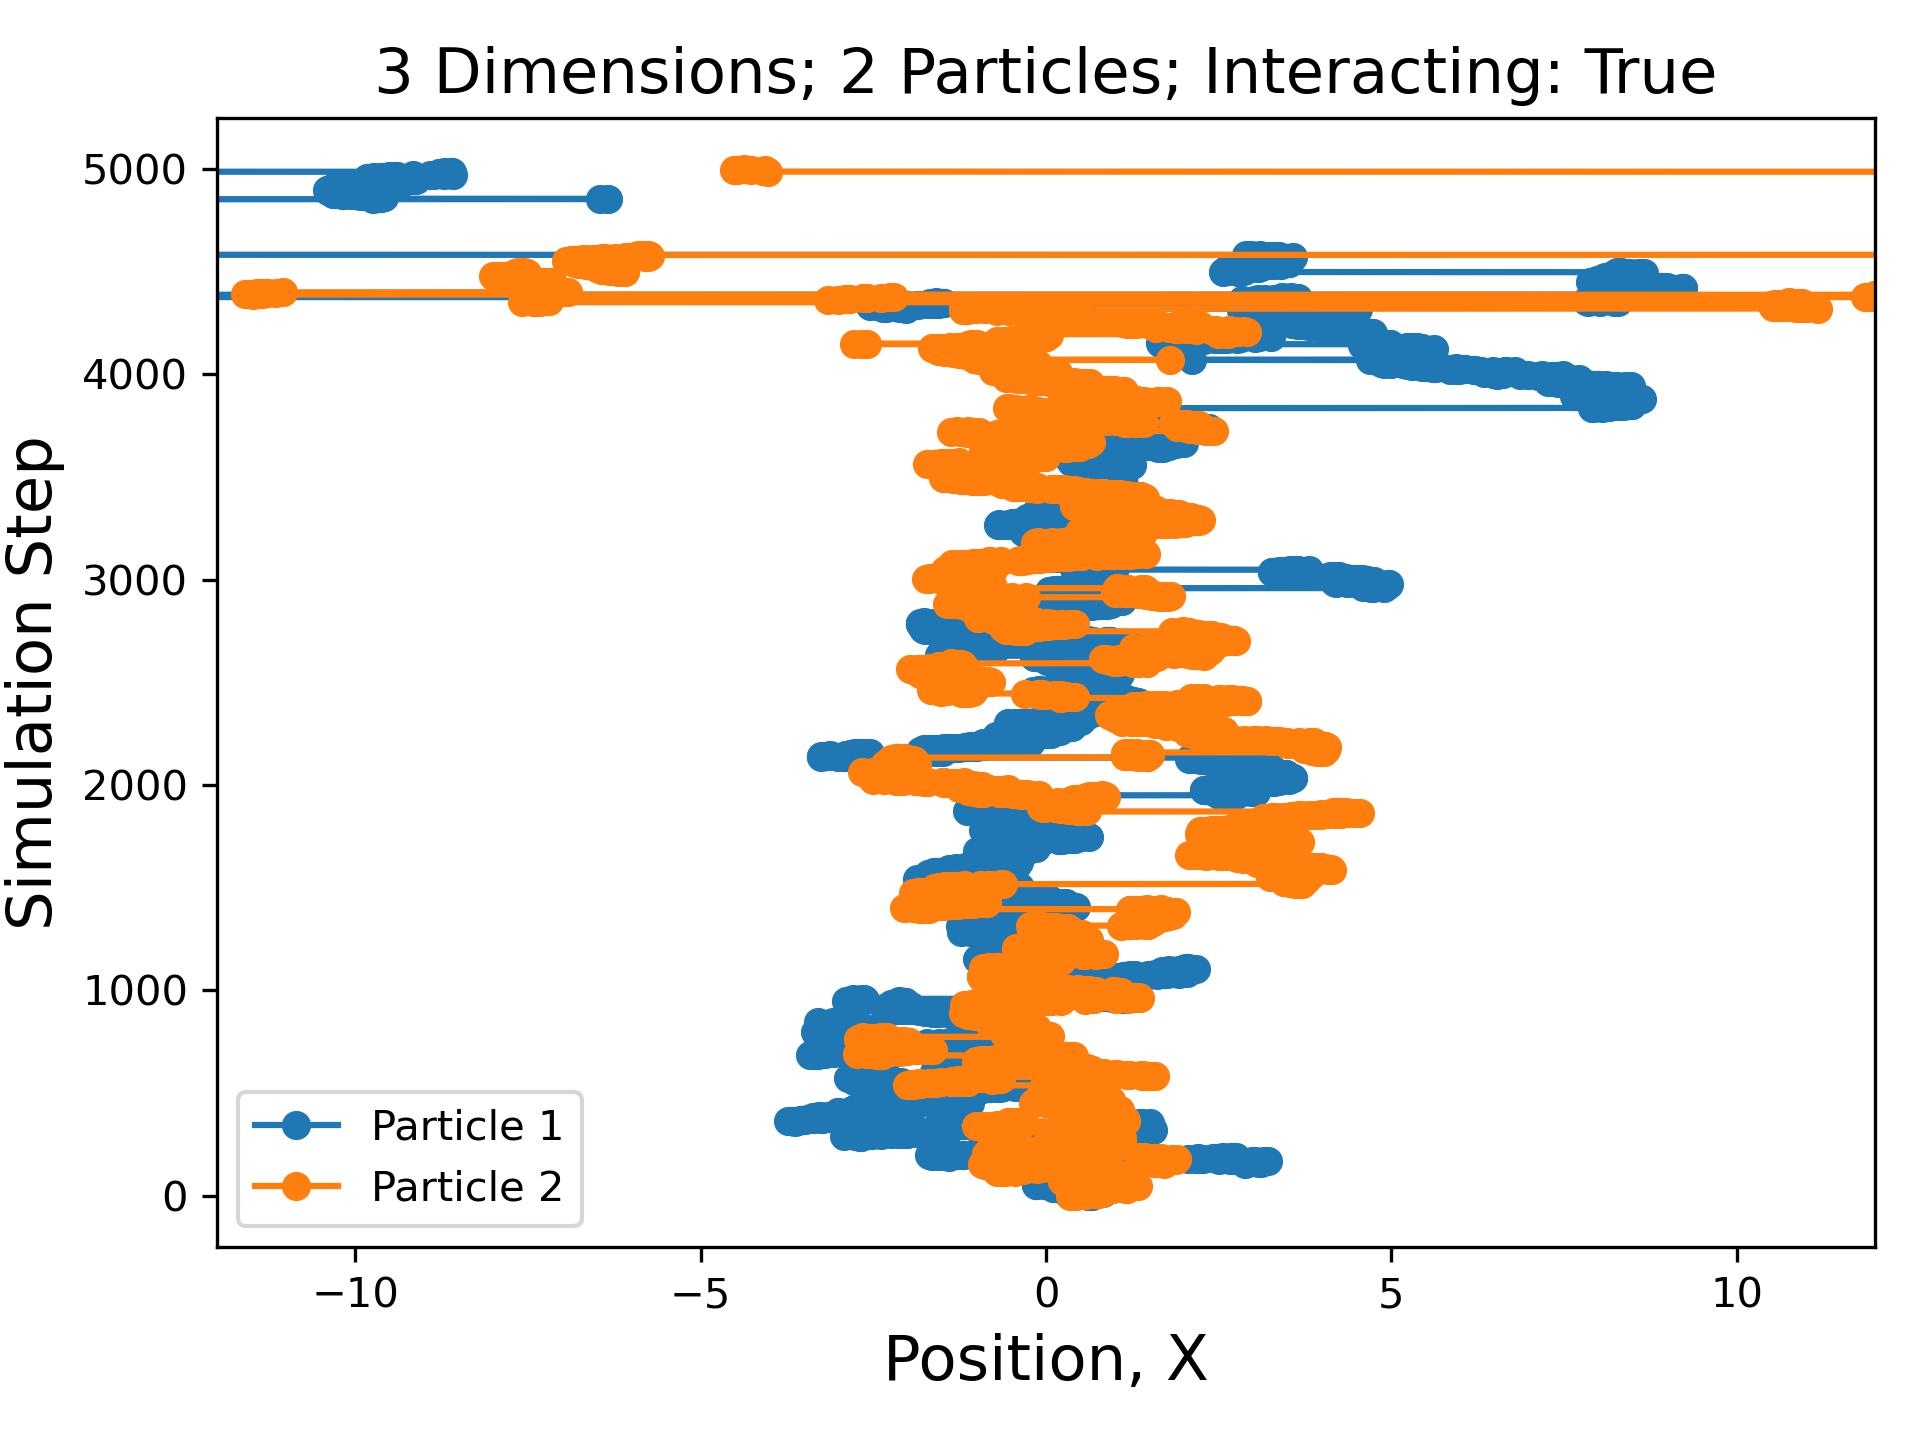 3 Dimensions; 2 Particles; Interacting: True
5000
4000
3000
2000
1000
0
Simulation Step
Particle 1
Particle 2
−10
−5
0
5
10
Position, X